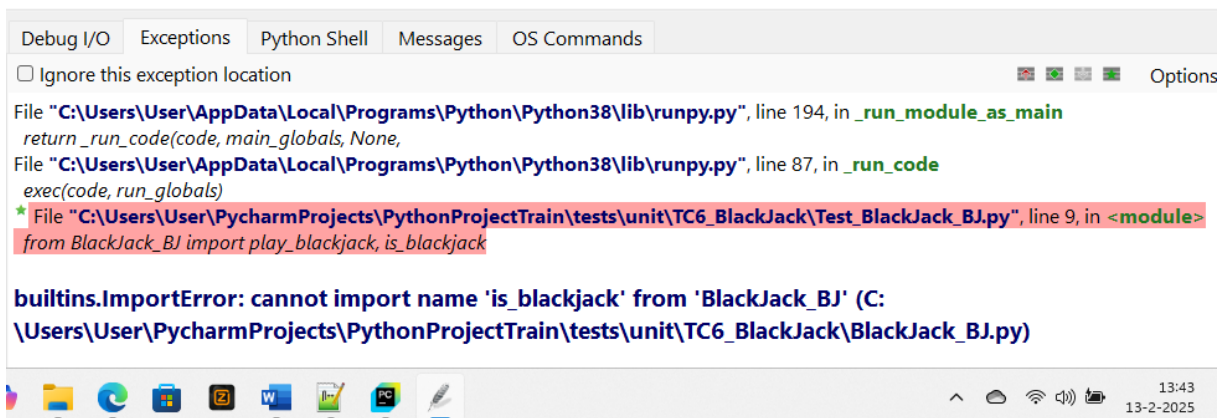 Debug I/O Exceptions Python Shell Messages OS Commands
Ignore this exception location Options
File "C:\Users\User\AppData\Local\Programs\Python\Python38\lib\runpy.py", line 194, in _run_module_as_main
return _run_code(code, main_globals, None,
File "C:\Users\User\AppData\Local\Programs\Python\Python38\lib\runpy.py", line 87, in _run_code
exec(code, run_globals)
* File "C:\Users\User\PycharmProjects\PythonProjectTrain\tests\unit\TC6_BlackJack\Test_BlackJack_BJ.py", line 9, in <module>
from BlackJack_BJ import play_blackjack, is_blackjack
builtins.ImportError: cannot import name 'is_blackjack' from 'BlackJack_BJ' (C:
\Users\User\PycharmProjects\PythonProjectTrain\tests\unit\TC6_BlackJack\BlackJack_BJ.py)
Z W PC 13:43
13-2-2025